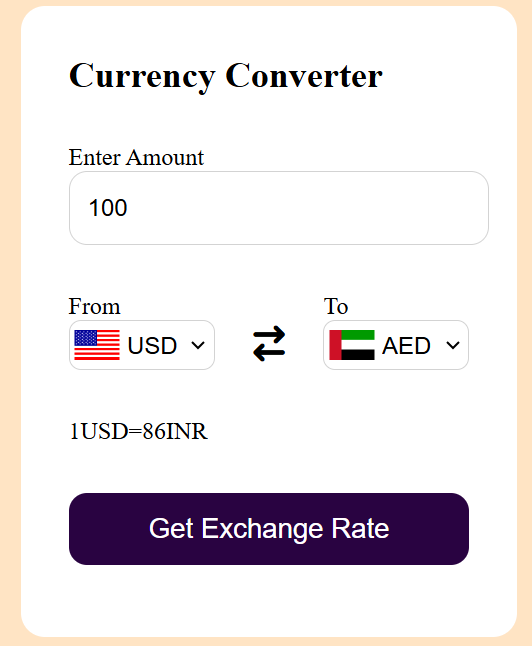 Currency Converter
Enter Amount
100
From
To
USD
AED
1USD=86INR
Get Exchange Rate